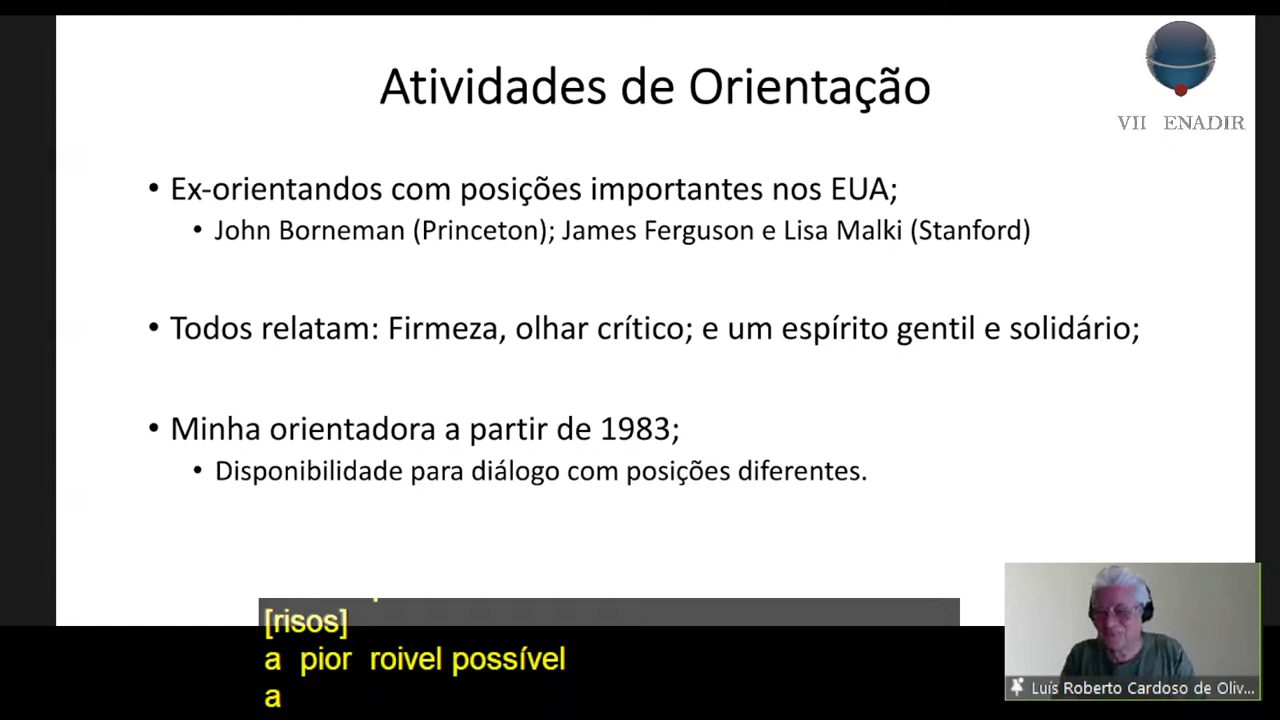 Atividades de Orientação
VII ENADIR
• Ex-orientandos com posições importantes nos EUA;
• John Borneman (Princeton); James Ferguson e Lisa Malki (Stanford)
• Todos relatam: Firmeza, olhar crítico; e um espírito gentil e solidário;
• Minha orientadora a partir de 1983;
• Disponibilidade para diálogo com posições diferentes.
[risos]
a pior roivel possível
a
Luís Roberto Cardoso de Oliv...